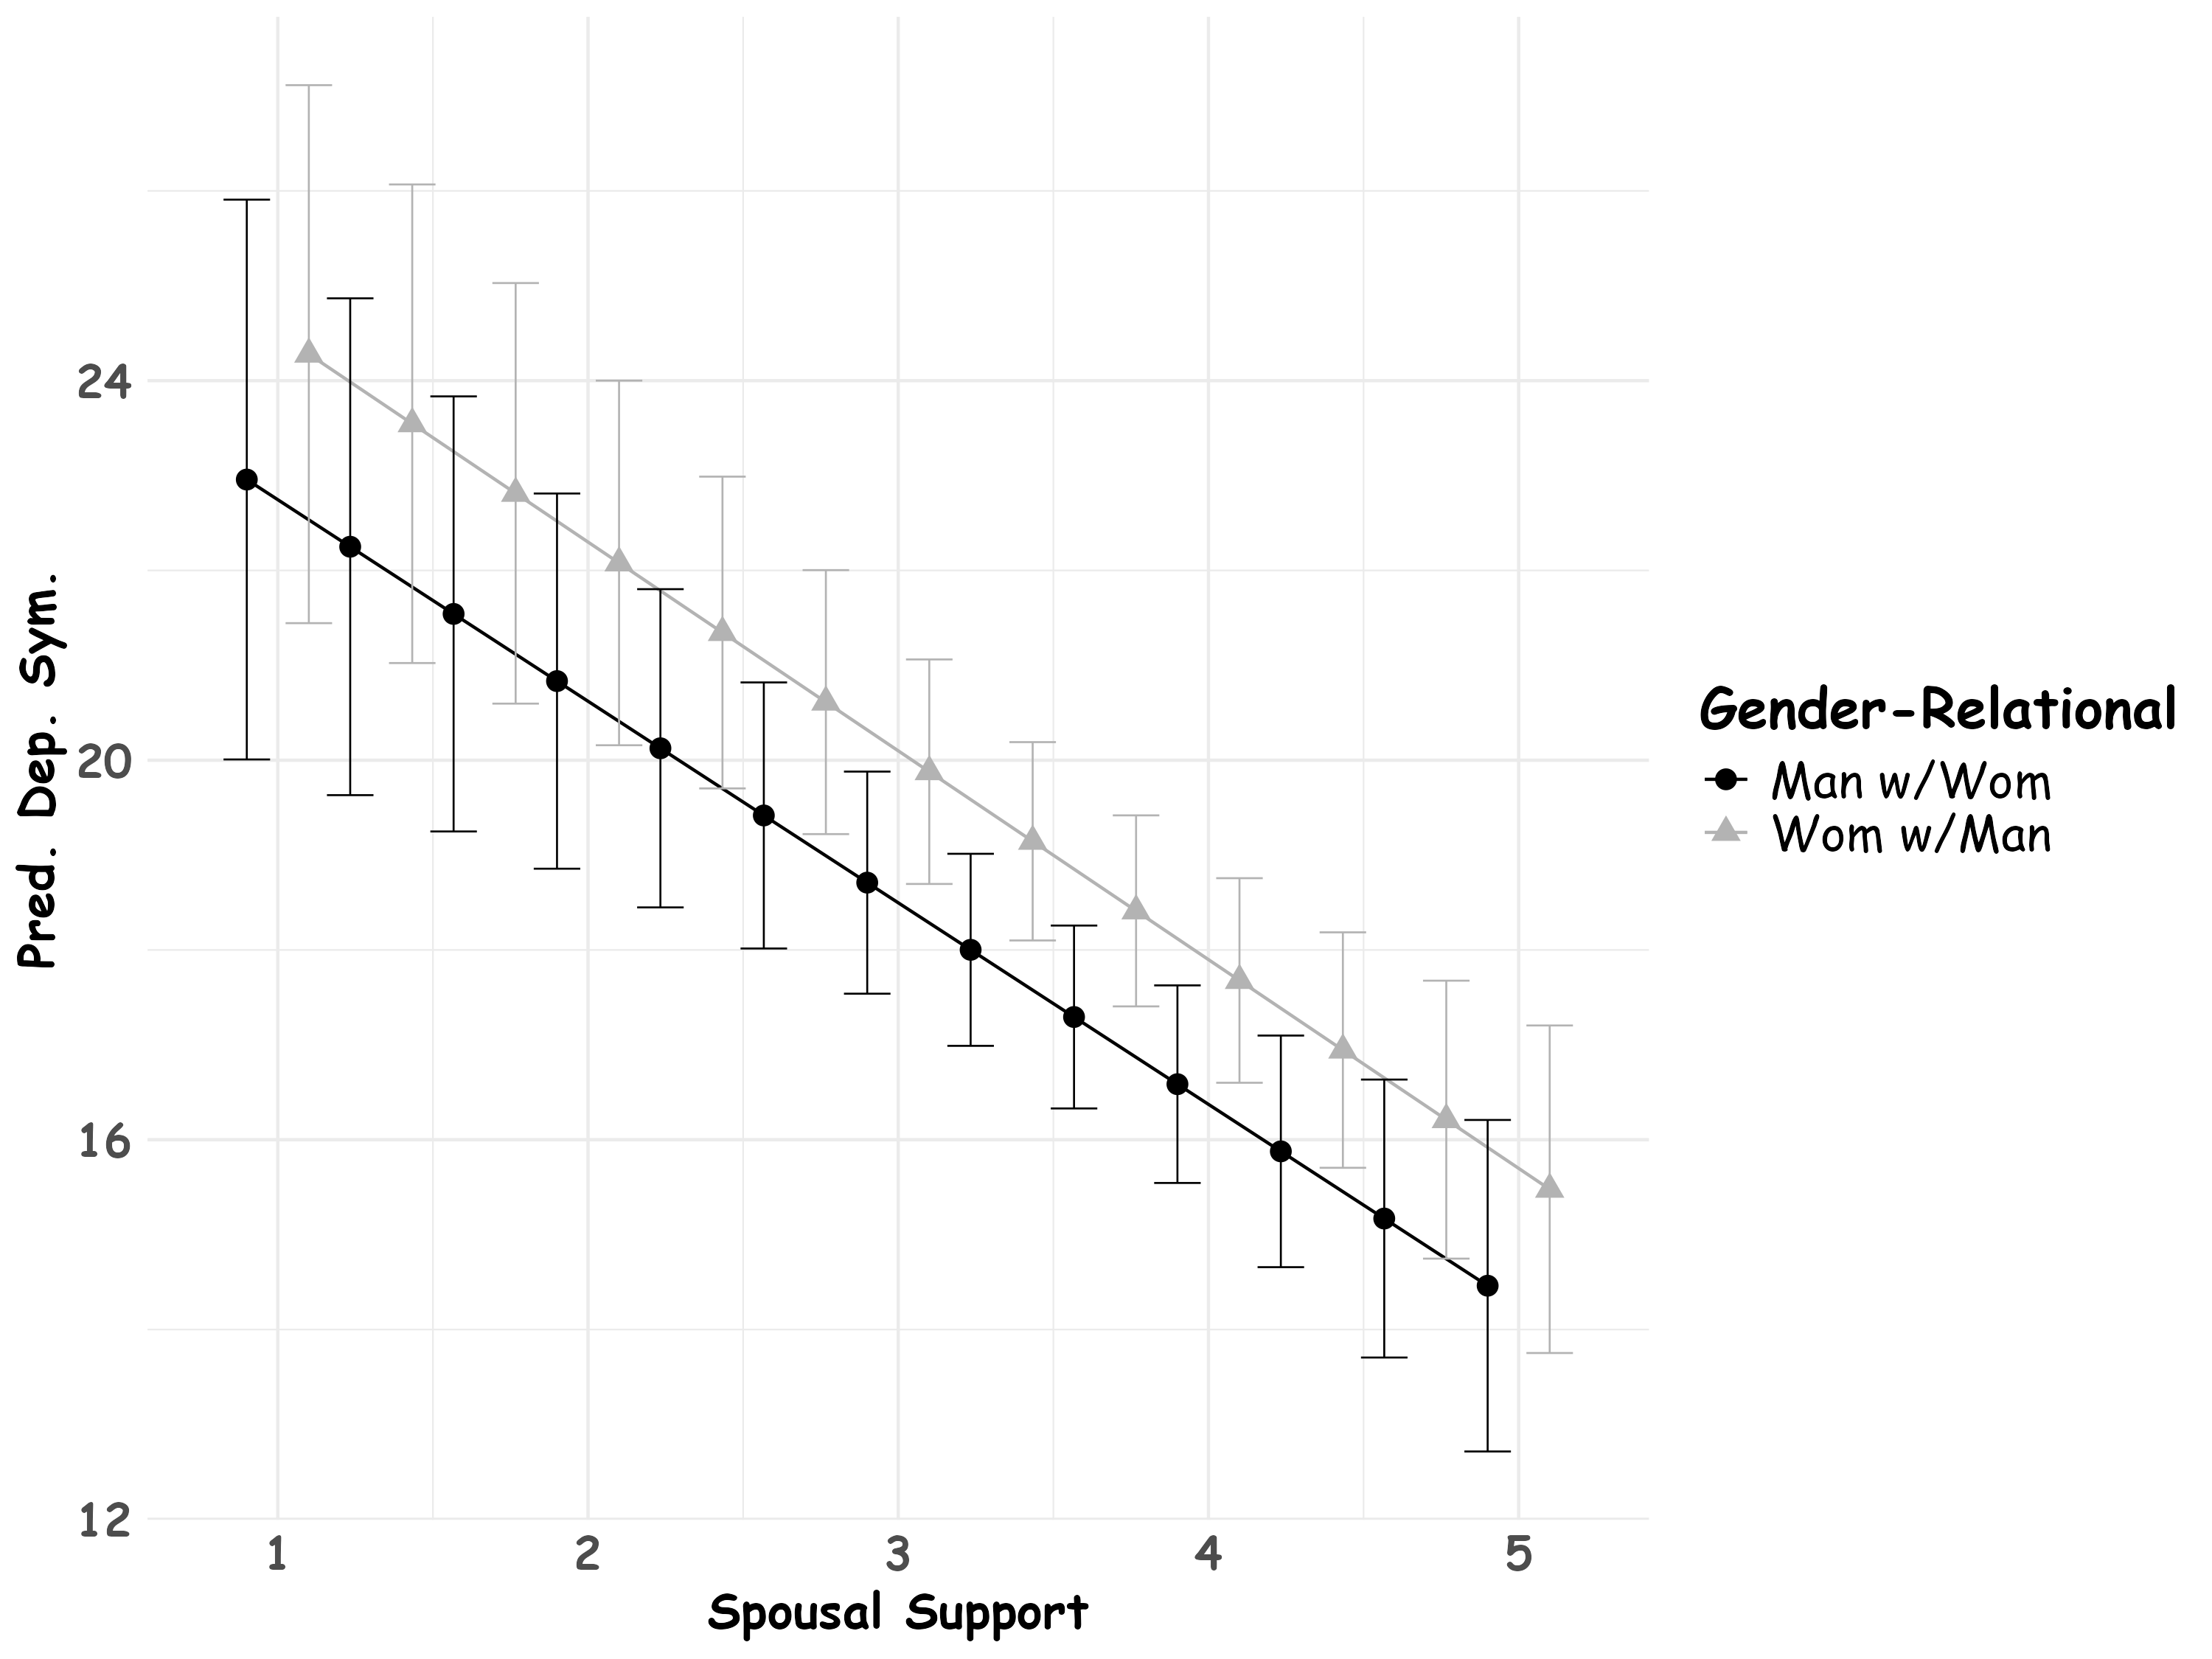 Pred. Dep. Sym.
24
20
16
12
1 2 3 4 5
Spousal Support
Gender-Relational
Man w/Wom
Wom w/Man